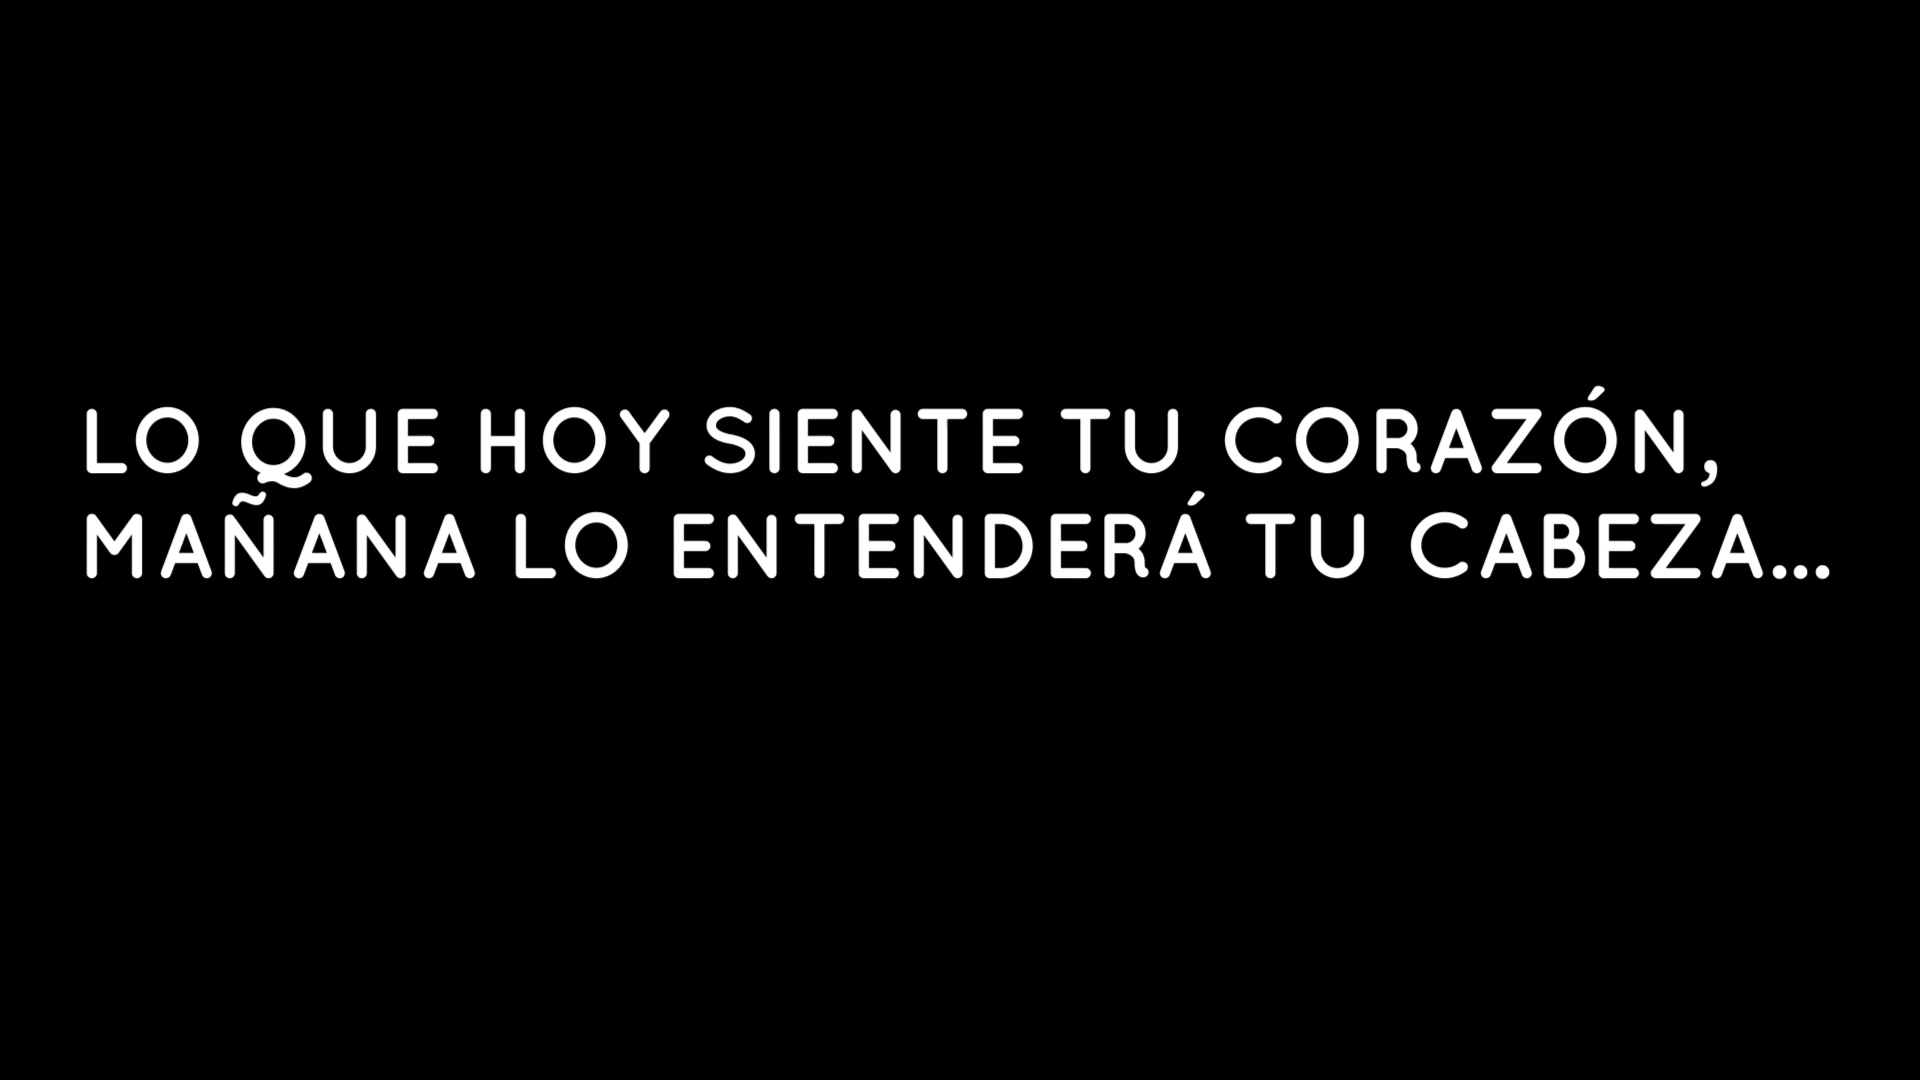 LO QUE HOY SIENTE TU CORAZÓN,
MAÑANA LO ENTENDERÁ TU CABEZA...